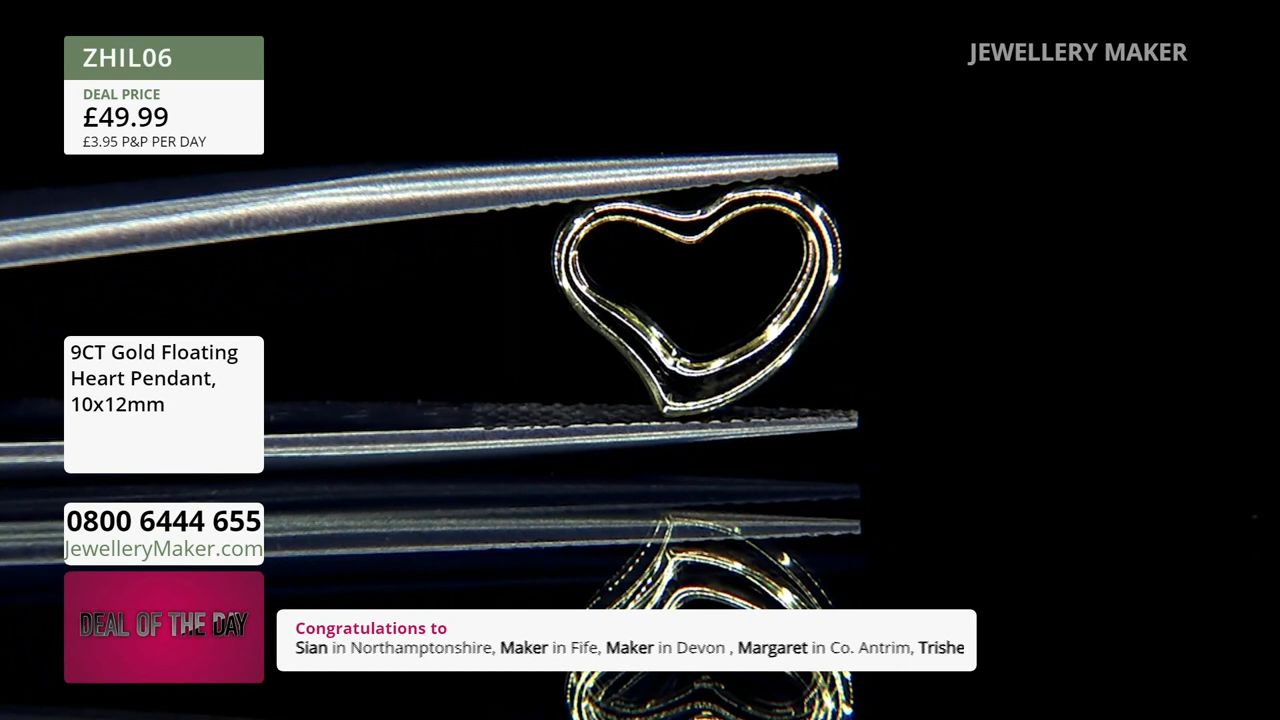 ZHIL06
DEAL PRICE
£49.99
£3.95 P&P PER DAY
JEWELLERY MAKER
9CT Gold Floating
Heart Pendant,
10x12mm
0800 6444 655
JewelleryMaker.com
DEAL OF THE DAY
Congratulations to
Sian in Northamptonshire, Maker in Fife, Maker in Devon , Margaret in Co. Antrim, Trishe